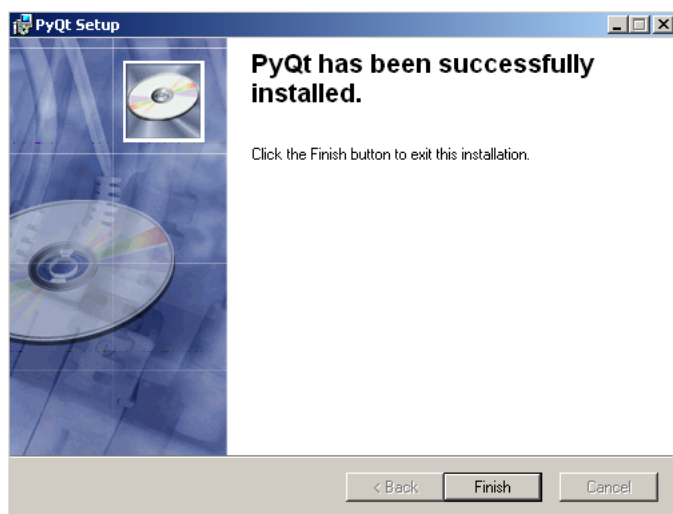 PyQt Setup
PyQt has been successfully
installed.
Click the Finish button to exit this installation.
< Back
Finish
Cancel